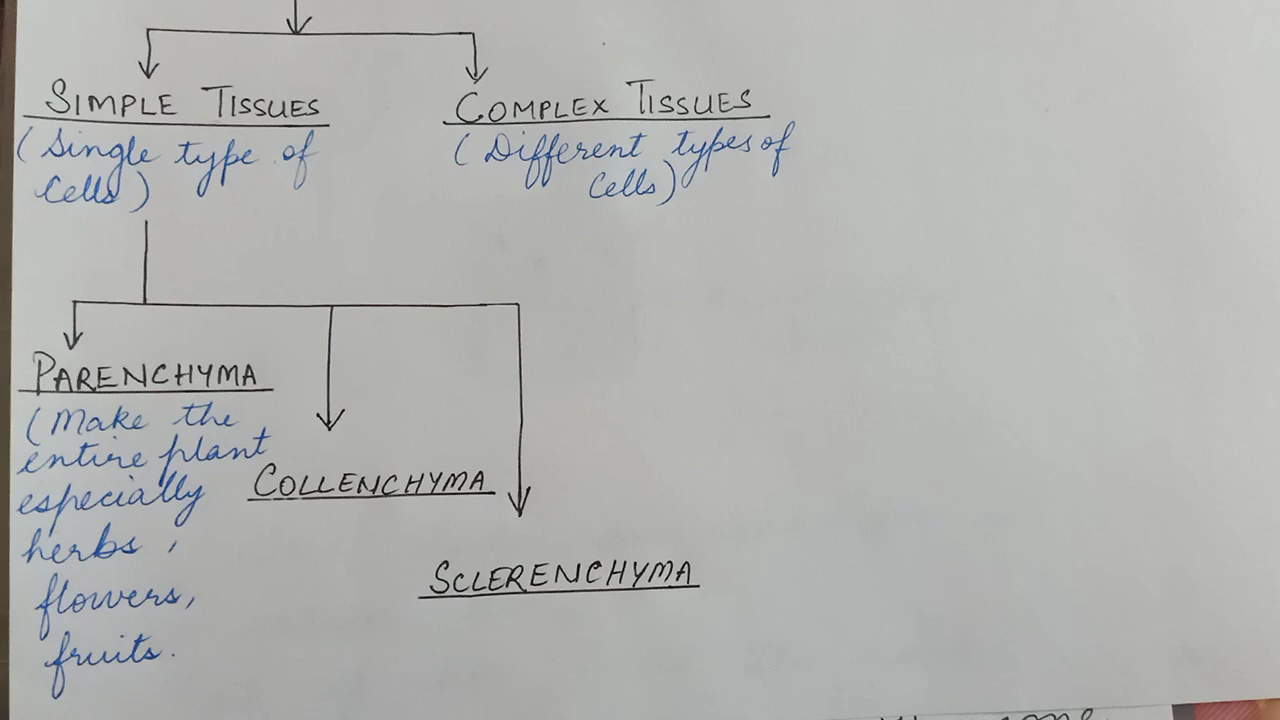 SIMPLE TISSUES
(Single type of
Cells)
COMPLEX TISSUES
(Different types of
Cells)
PARENCHYMA
(Make the
entire plant
especially
herbs,
flowers,
fruits.
COLLENCHYMA
SCLERENCHYMA